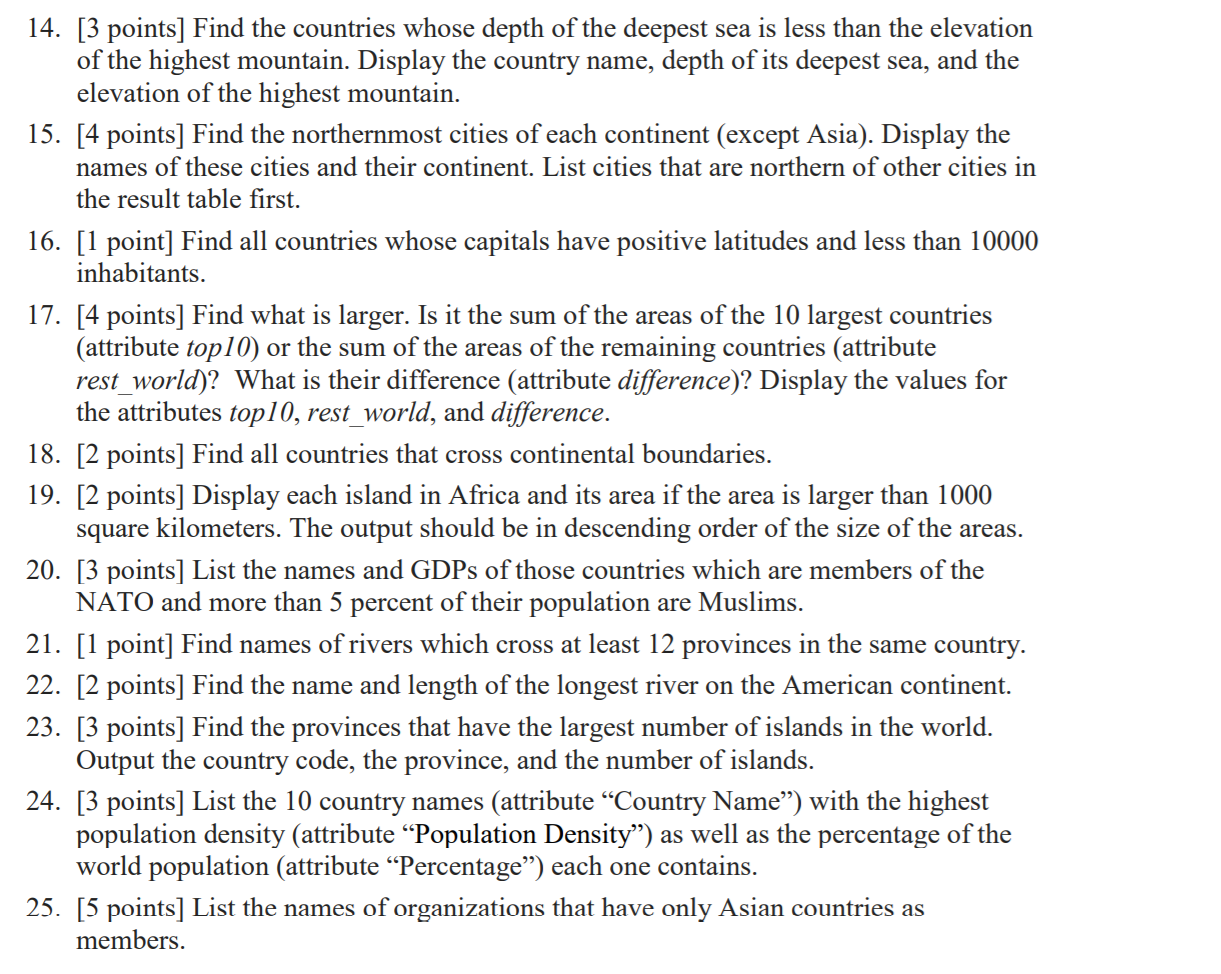 14. [3 points] Find the countries whose depth of the deepest sea is less than the elevation
of the highest mountain. Display the country name, depth of its deepest sea, and the
elevation of the highest mountain.
15. [4 points] Find the northernmost cities of each continent (except Asia). Display the
names of these cities and their continent. List cities that are northern of other cities in
the result table first.
16. [1 point] Find all countries whose capitals have positive latitudes and less than 10000
inhabitants.
17. [4 points] Find what is larger. Is it the sum of the areas of the 10 largest countries
(attribute top10) or the sum of the areas of the remaining countries (attribute
rest_world)?  What is their difference (attribute difference)? Display the values for
the attributes top10, rest_world, and difference.
18. [2 points] Find all countries that cross continental boundaries.
19. [2 points] Display each island in Africa and its area if the area is larger than 1000
square kilometers. The output should be in descending order of the size of the areas.
20. [3 points] List the names and GDPs of those countries which are members of the
NATO and more than 5 percent of their population are Muslims.
21. [1 point] Find names of rivers which cross at least 12 provinces in the same country.
22. [2 points] Find the name and length of the longest river on the American continent.
23. [3 points] Find the provinces that have the largest number of islands in the world.
Output the country code, the province, and the number of islands.
24. [3 points] List the 10 country names (attribute “Country Name”) with the highest
population density (attribute “Population Density”) as well as the percentage of the
world population (attribute “Percentage”) each one contains.
25. [5 points] List the names of organizations that have only Asian countries as
members.